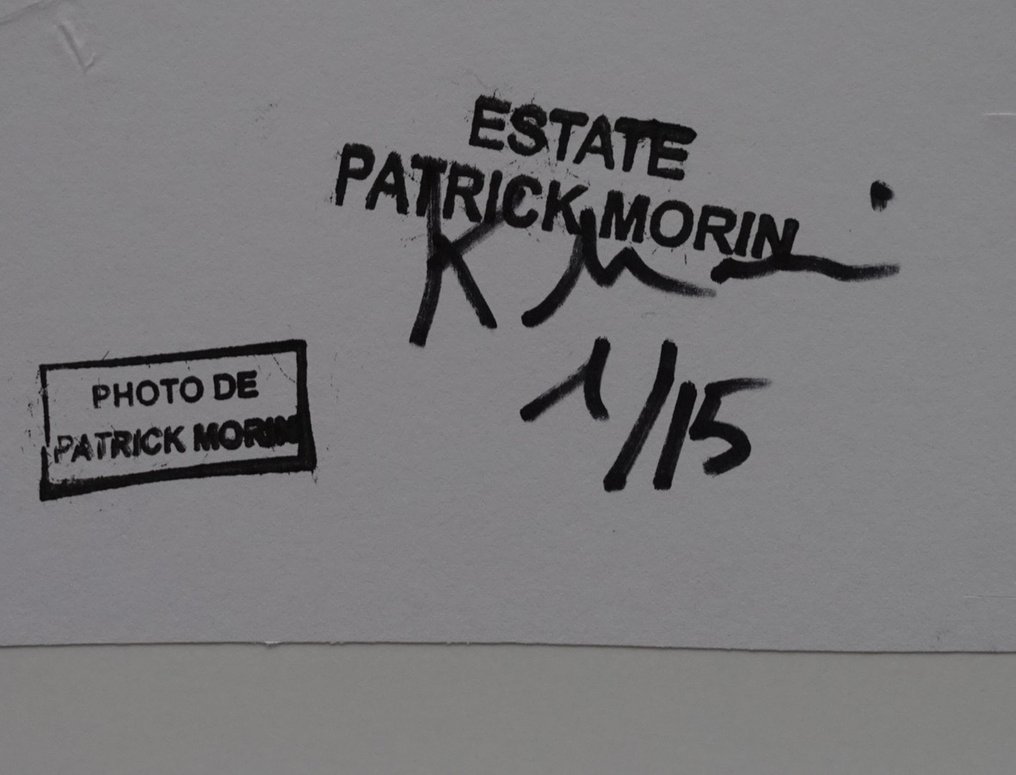 ESTATE
PATRICK MORIN
1/15
PHOTO DE
PATRICK MORIN